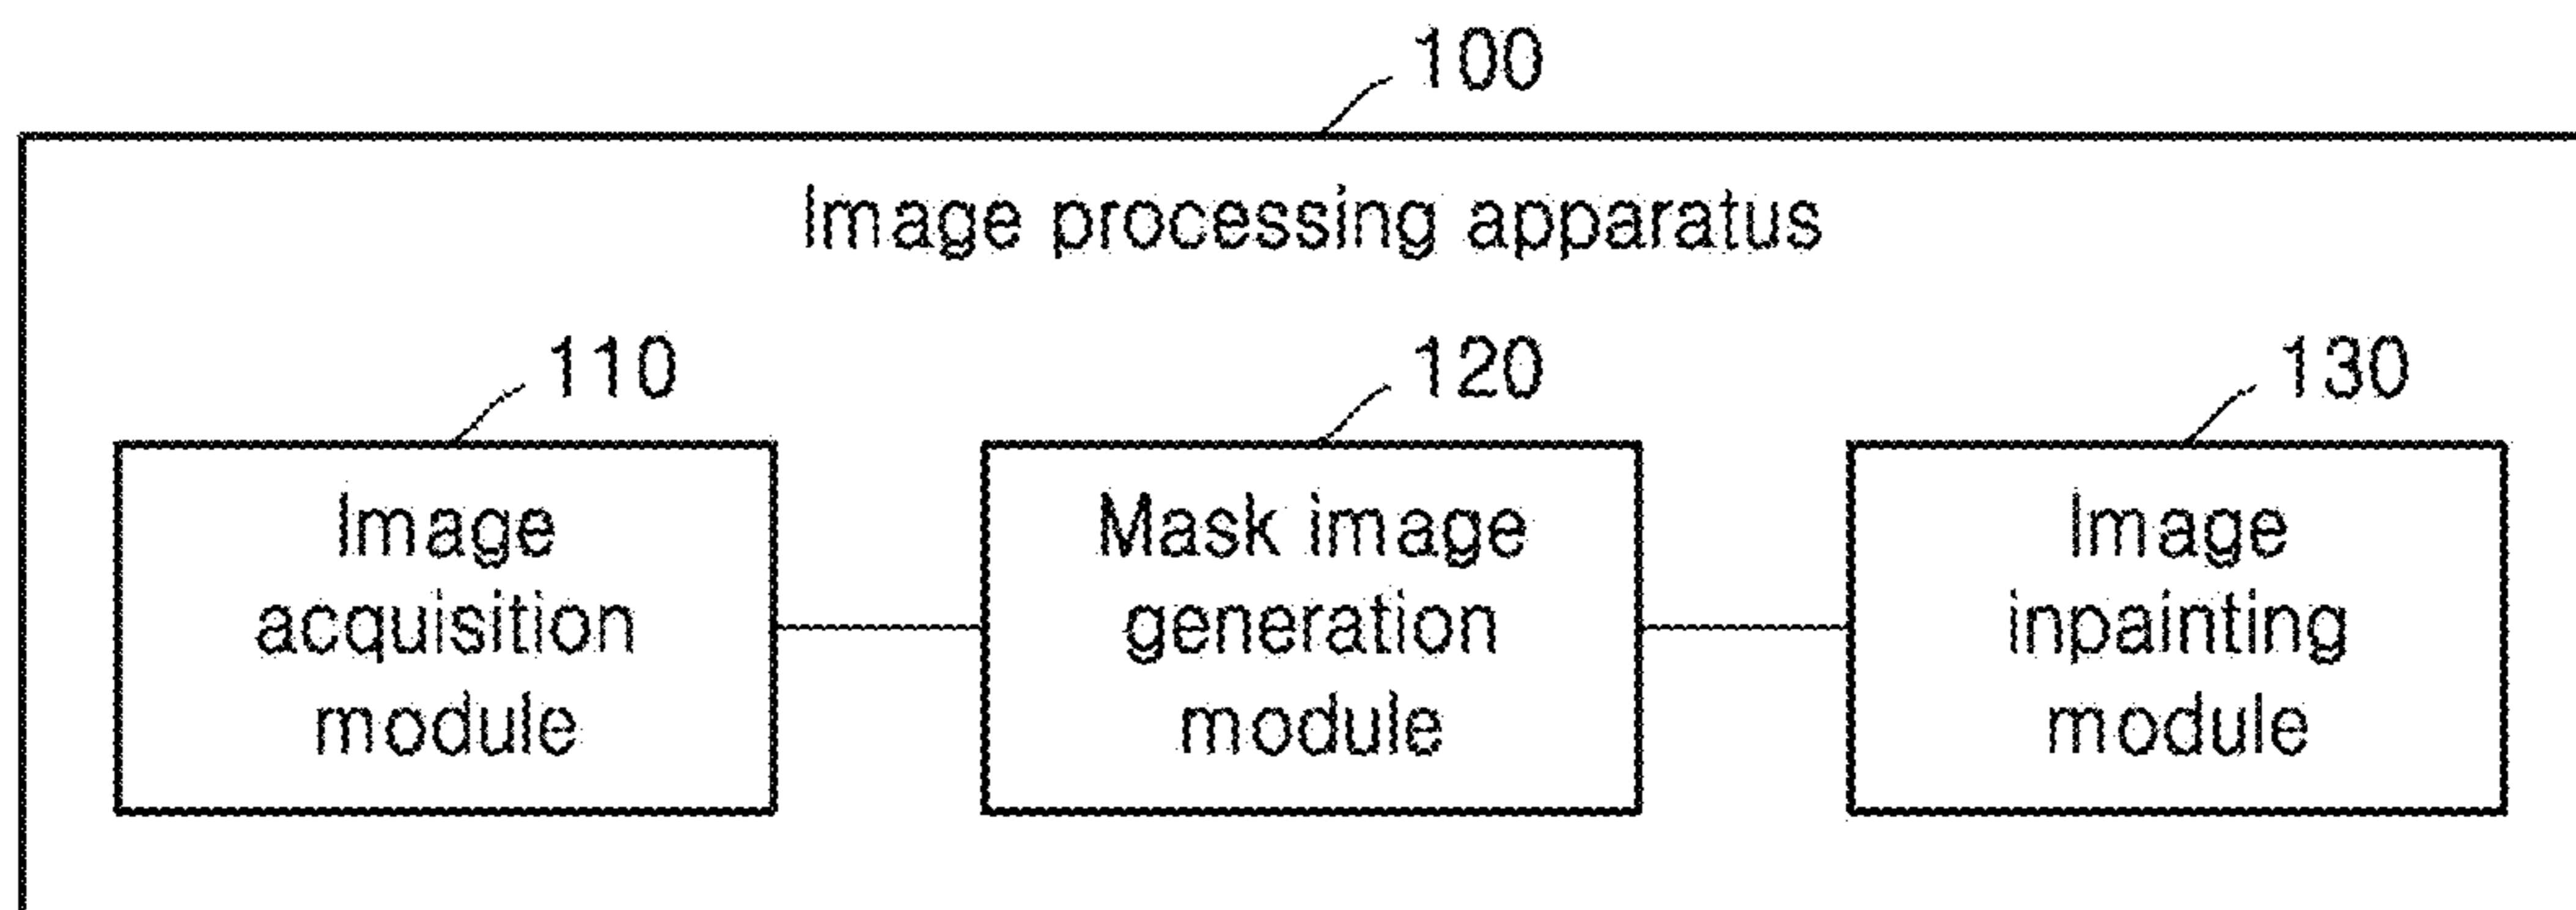 100
Image processing apparatus
110
120
130
Image
acquisition
module
Mask image
generation
module
Image
inpainting
module